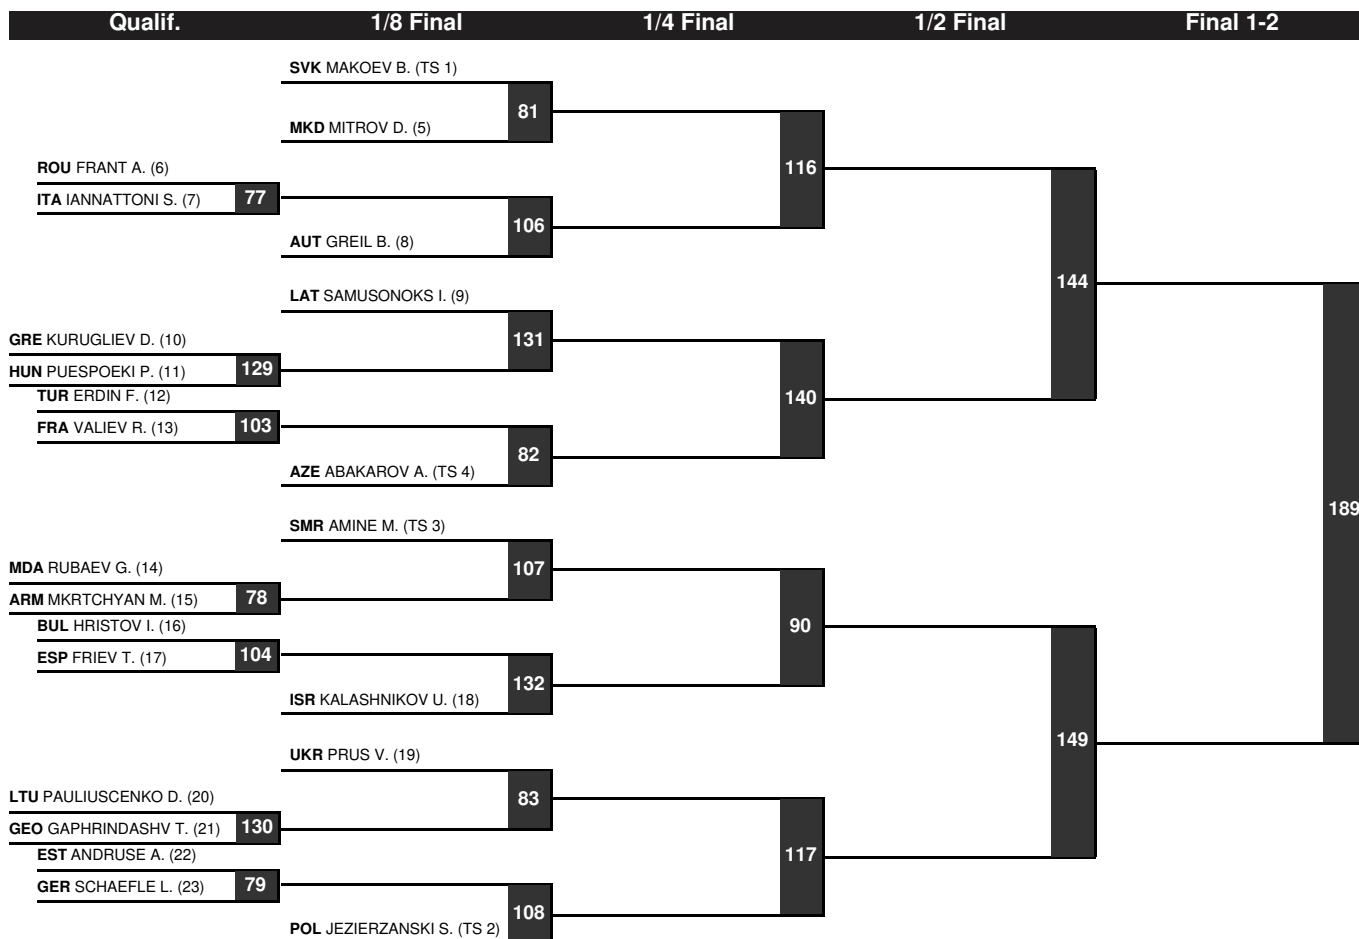 Qualif. 1/8 Final 1/4 Final 1/2 Final Final 1-2
SVK MAKOEV B. (TS 1)
81
MKD MITROV D. (5)
116
ROU FRANT A. (6)
77
ITA IANNATTONI S. (7)
106
AUT GREIL B. (8)
144
LAT SAMUSONOKS I. (9)
131
GRE KURUGLIEV D. (10)
129
HUN PUESPOEKI P. (11)
140
TUR ERDIN F. (12)
103
FRA VALIEV R. (13)
82
AZE ABAKAROV A. (TS 4)
189
SMR AMINE M. (TS 3)
107
MDA RUBAEV G. (14)
78
ARM MKRTCHYAN M. (15)
90
BUL HRISTOV I. (16)
104
ESP FRIEV T. (17)
132
ISR KALASHNIKOV U. (18)
149
UKR PRUS V. (19)
83
LTU PAULIUSCENKO D. (20)
130
GEO GAPHRINDASHV T. (21)
117
EST ANDRUSE A. (22)
79
GER SCHAEFLE L. (23)
108
POL JEZIERZANSKI S. (TS 2)